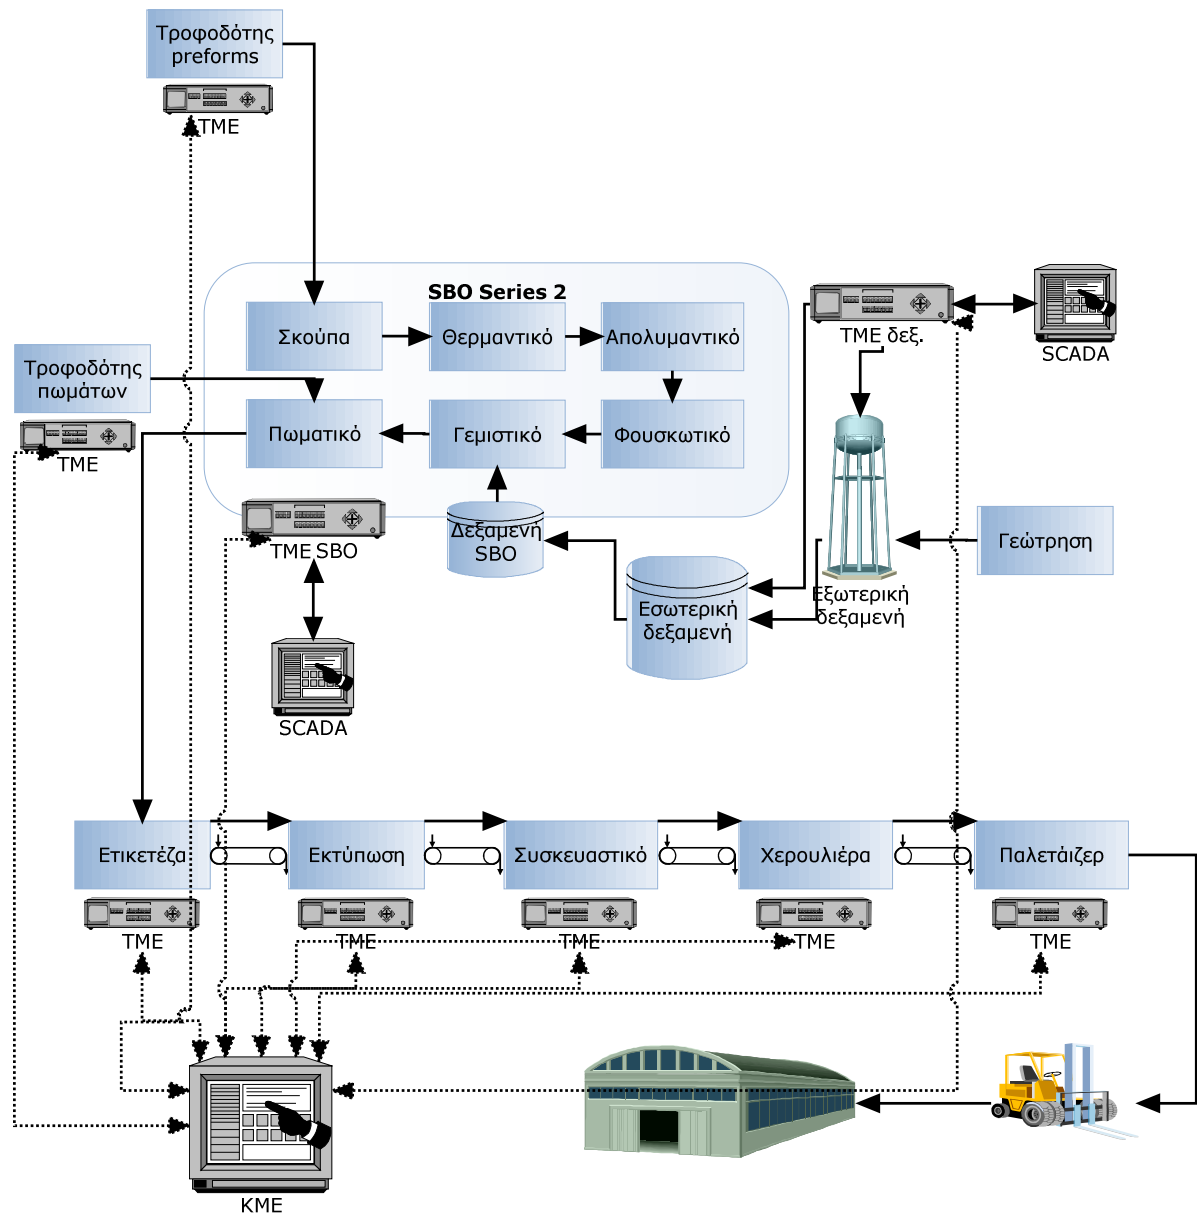 Τροφοδότης
preforms
TME
SBO Series 2
Σκούπα
Θερμαντικό
Απολυμαντικό
TME δεξ.
SCADA
Τροφοδότης
πωμάτων
TME
Πωματικό
Γεμιστικό
Φουσκωτικό
TME SBO
Δεξαμενή
SBO
Γεώτρηση
Εσωτερική
δεξαμενή
Εξωτερική
δεξαμενή
SCADA
Ετικετέζα
Εκτύπωση
Συσκευαστικό
Χερουλιέρα
Παλετάιζερ
TME
TME
TME
TME
TME
KME